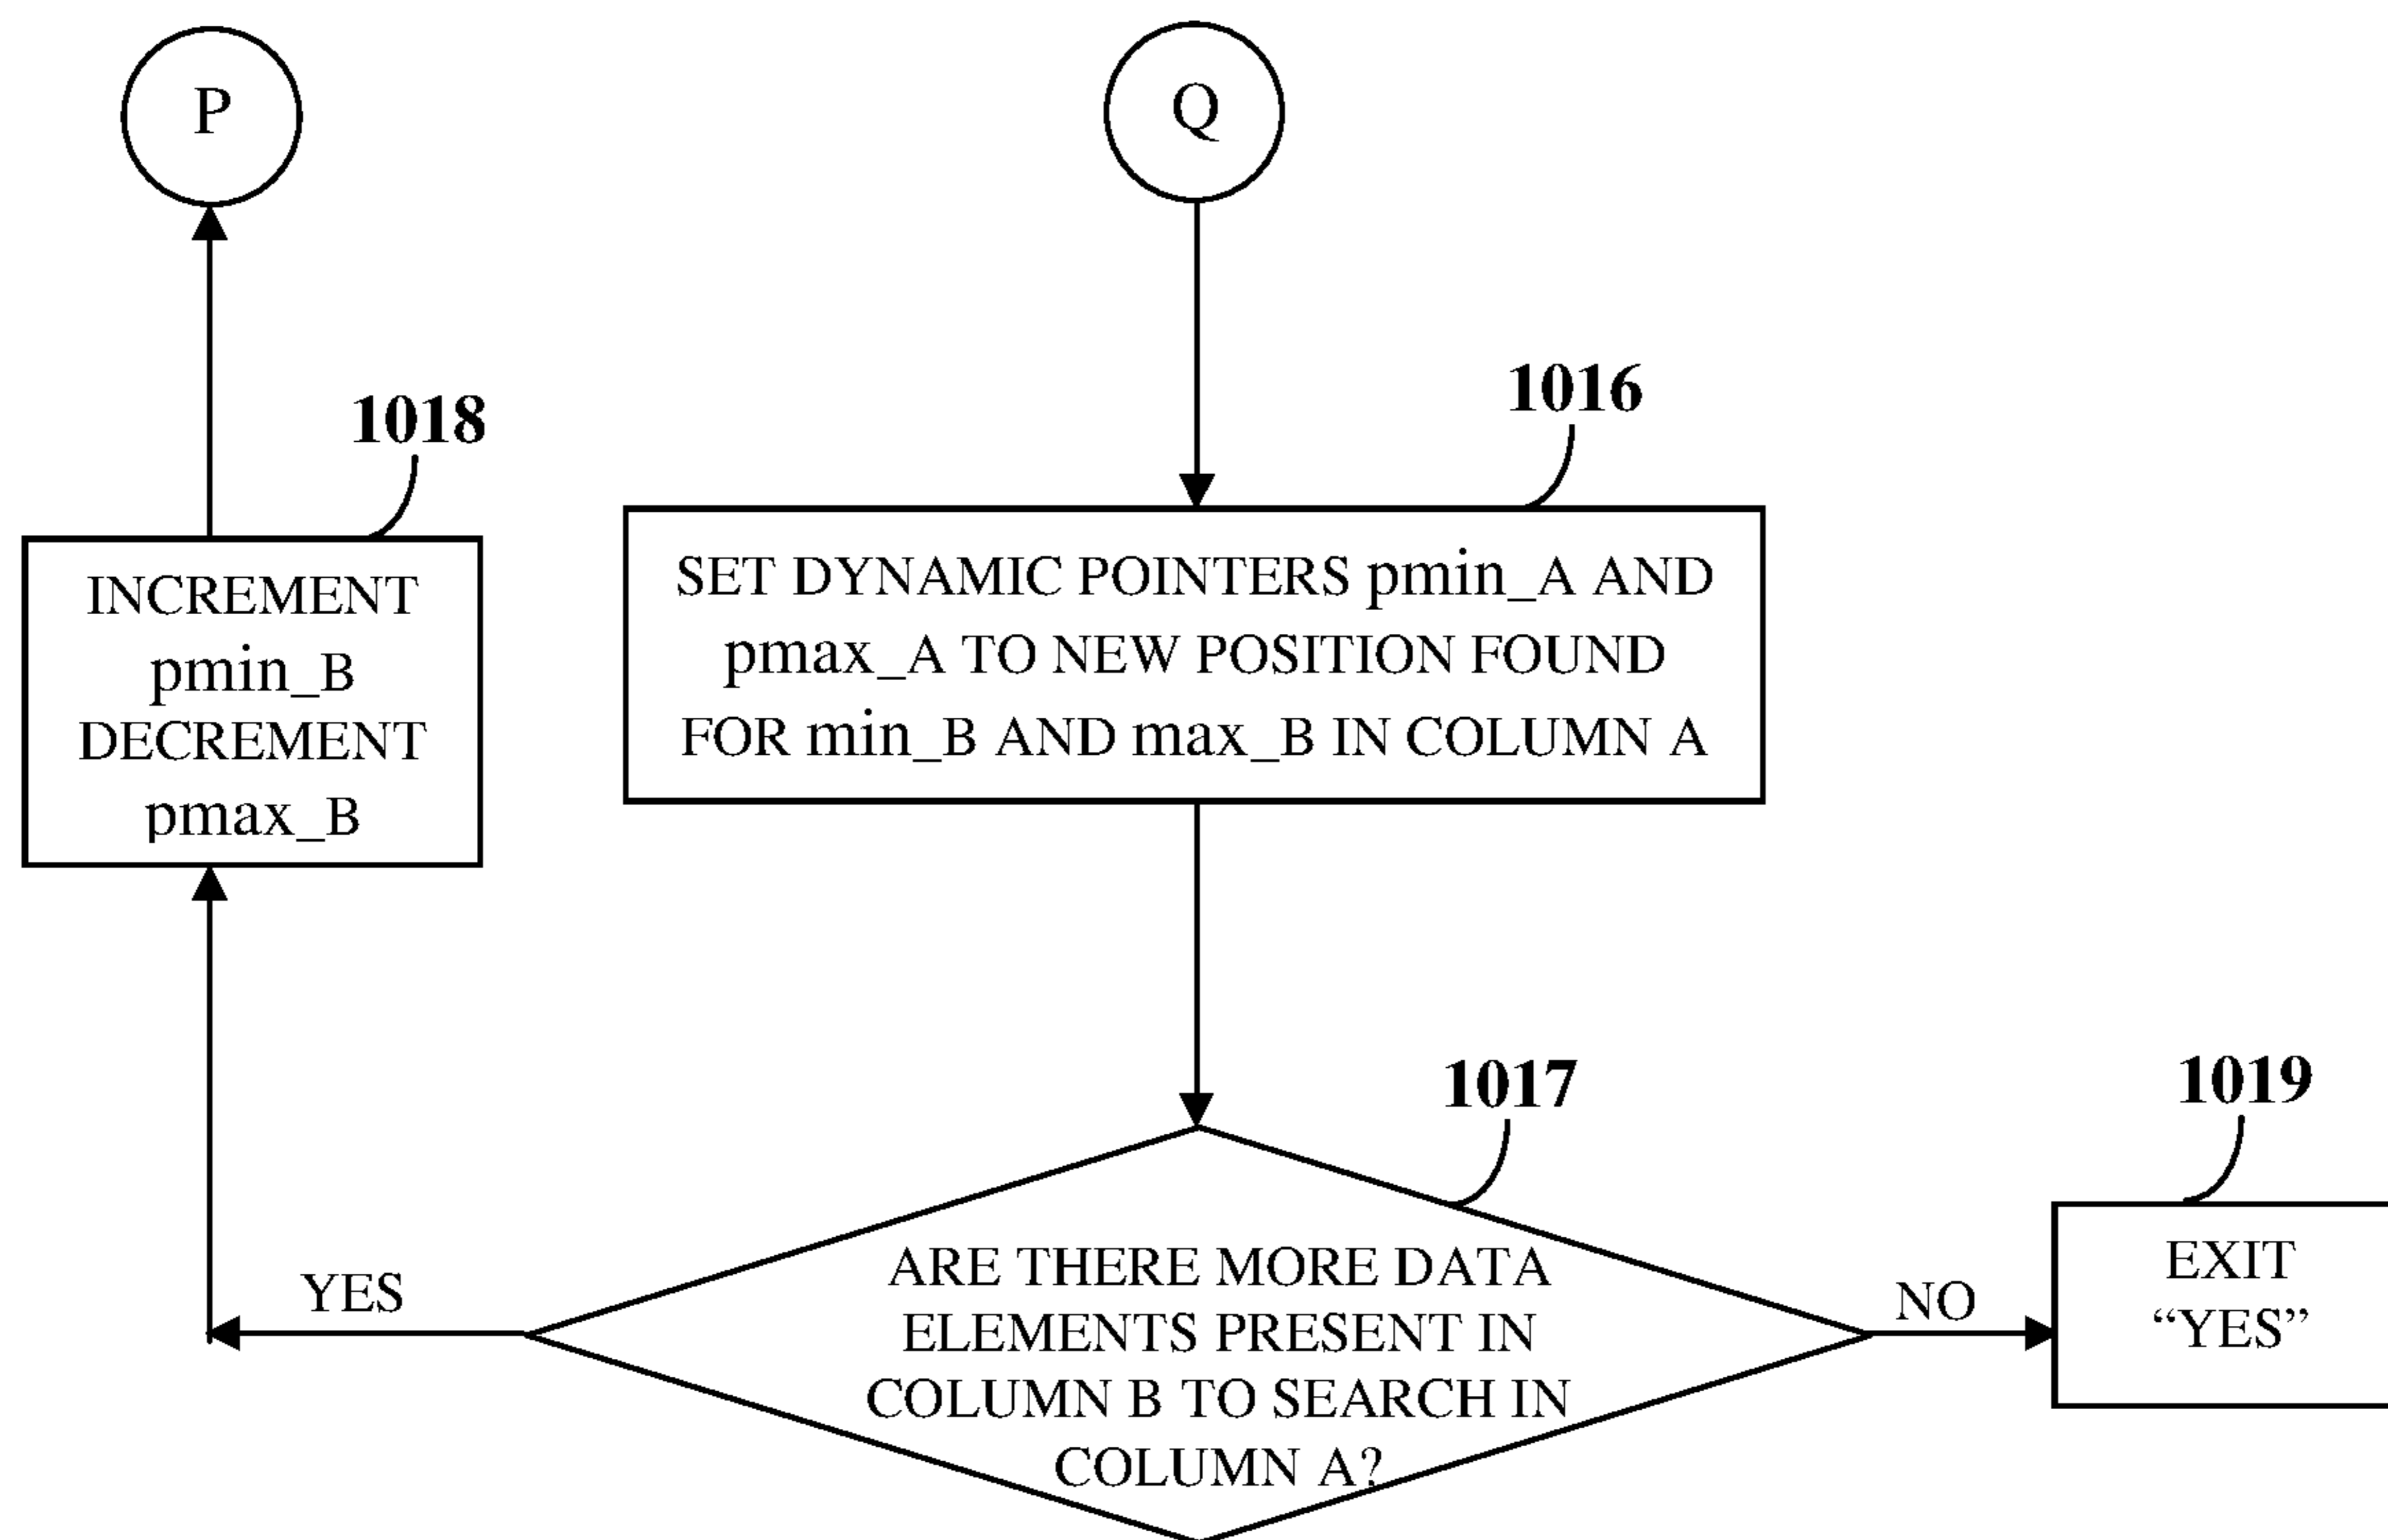 P
Q
1018
1016
INCREMENT
pmin_B
DECREMENT
pmax_B
SET DYNAMIC POINTERS pmin_A AND
pmax_A TO NEW POSITION FOUND
FOR min_B AND max_B IN COLUMN A
1017
1019
ARE THERE MORE DATA
ELEMENTS PRESENT IN
COLUMN B TO SEARCH IN
COLUMN A?
YES
NO
EXIT
“YES”